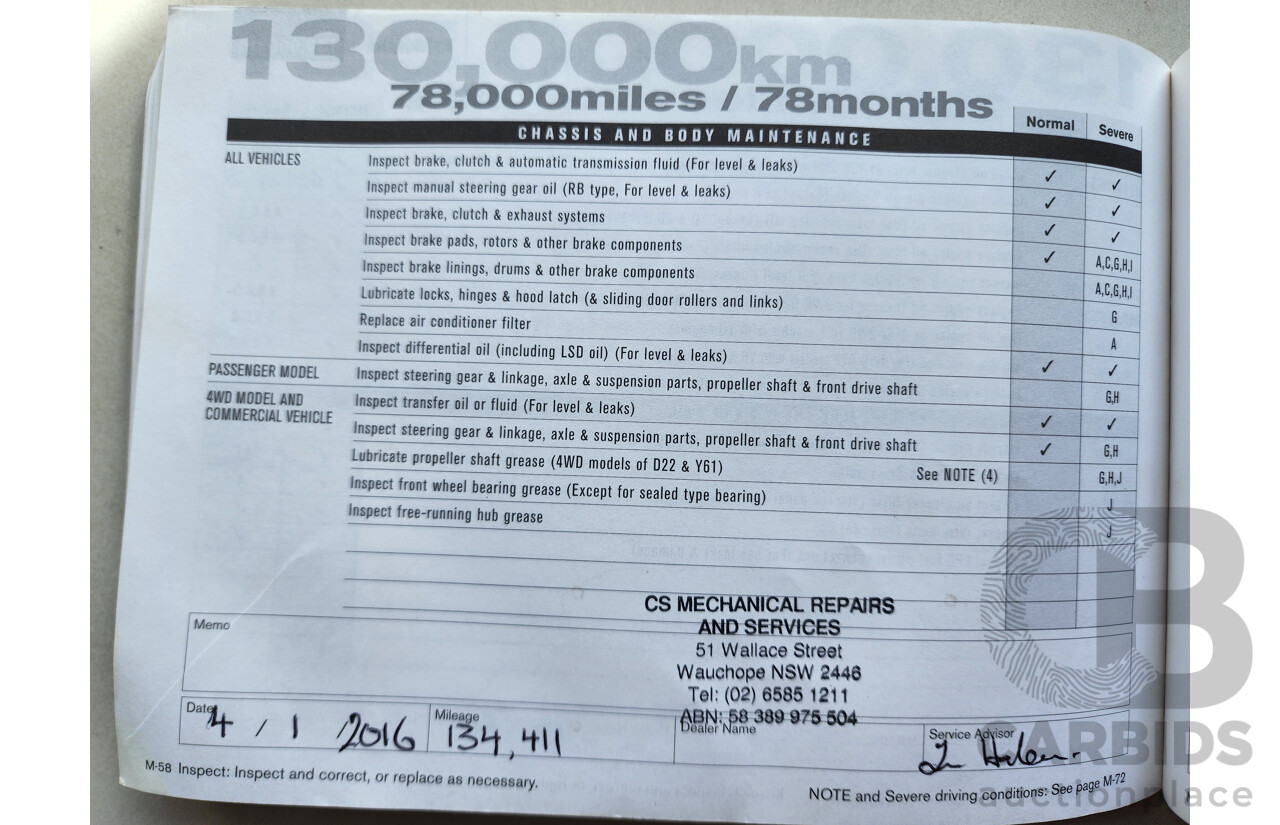 130,000km
78,000miles / 78months
Normal Severe
CHASSIS AND BODY MAINTENANCE
ALL VEHICLES Inspect brake, clutch & automatic transmission fluid (For level & leaks) ✓ ✓
Inspect manual steering gear oil (RB type, For level & leaks) ✓ ✓
Inspect brake, clutch & exhaust systems ✓ ✓
Inspect brake pads, rotors & other brake components ✓ A,C,G,H,I
Inspect brake linings, drums & other brake components A,C,G,H,I
Lubricate locks, hinges & hood latch (& sliding door rollers and links) G
Replace air conditioner filter A
Inspect differential oil (including LSD oil) (For level & leaks) ✓ ✓
PASSENGER MODEL Inspect steering gear & linkage, axle & suspension parts, propeller shaft & front drive shaft G,H
4WD MODEL AND Inspect transfer oil or fluid (For level & leaks) ✓ ✓
COMMERCIAL VEHICLE Inspect steering gear & linkage, axle & suspension parts, propeller shaft & front drive shaft ✓ G,H
Lubricate propeller shaft grease (4WD models of D22 & Y61) See NOTE (4) G,H,J
Inspect front wheel bearing grease (Except for sealed type bearing) J
Inspect free-running hub grease J
CS MECHANICAL REPAIRS
AND SERVICES
51 Wallace Street
Wauchope NSW 2446
Tel: (02) 6585 1211
ABN: 58 389 975 504
Memo
Date 4 / 1 / 2016 Mileage 134,411 Dealer Name Service Advisor
M-58 Inspect: Inspect and correct, or replace as necessary.
NOTE and Severe driving conditions: See page M-72
CARBIDS
auctionplace